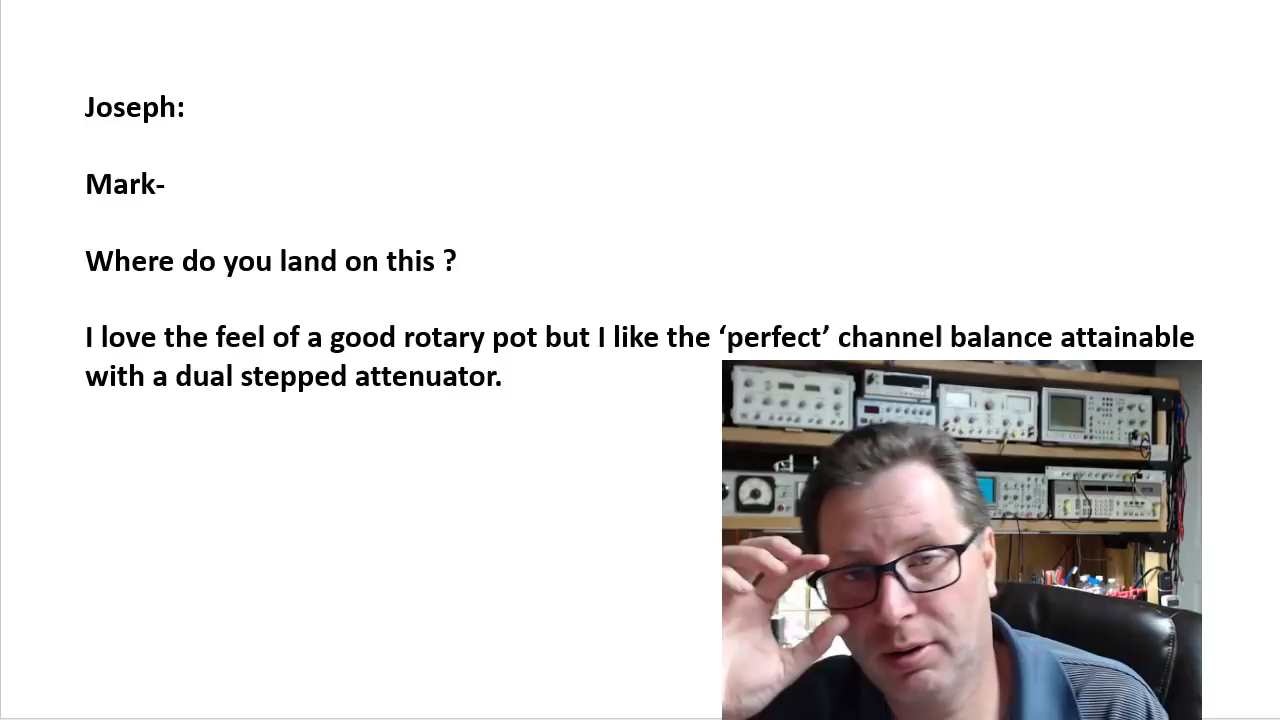 Joseph:
Mark-
Where do you land on this ?
I love the feel of a good rotary pot but I like the ‘perfect’ channel balance attainable
with a dual stepped attenuator.